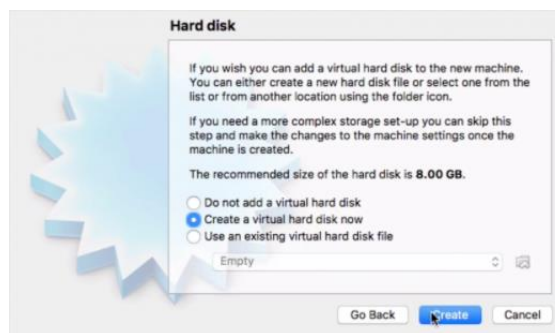 Hard disk
If you wish you can add a virtual hard disk to the new machine.
You can either create a new hard disk file or select one from the
list or from another location using the folder icon.
If you need a more complex storage set-up you can skip this
step and make the changes to the machine settings once the
machine is created.
The recommended size of the hard disk is 8.00 GB.
Do not add a virtual hard disk
Create a virtual hard disk now
Use an existing virtual hard disk file
Empty
Go Back Create Cancel